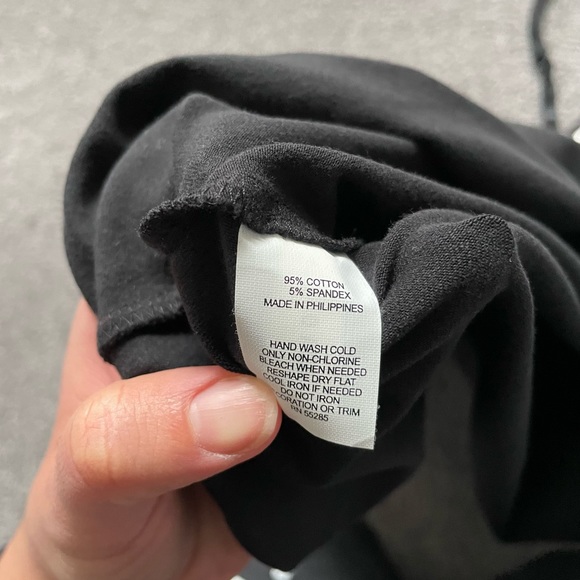 95% COTTON
5% SPANDEX
MADE IN PHILIPPINES
HAND WASH COLD
ONLY NON-CHLORINE
BLEACH WHEN NEEDED
RESHAPE DRY FLAT
COOL IRON IF NEEDED
DO NOT IRON
ORATION OR TRIM
RN 55285